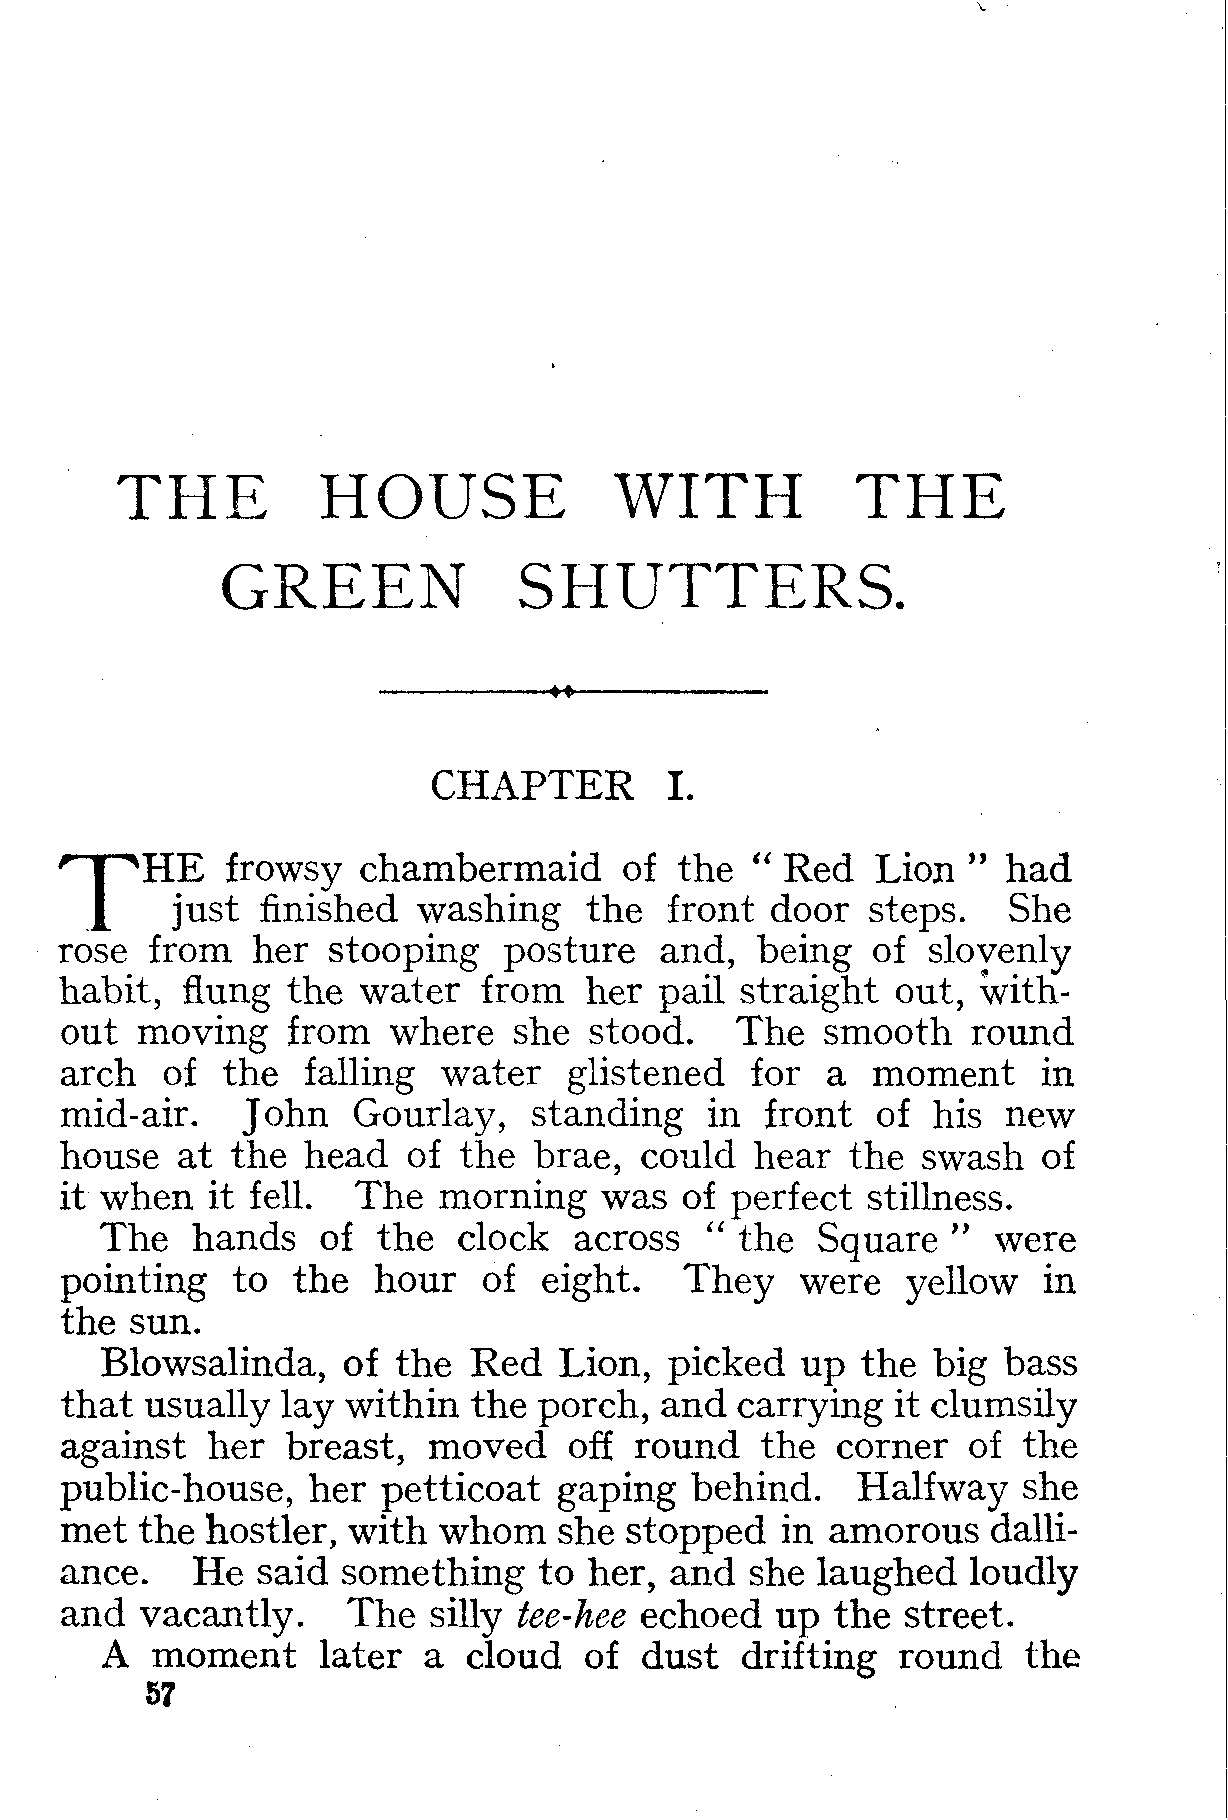 THE HOUSE WITH THE
GREEN SHUTTERS.
CHAPTER I.
THE frowsy chambermaid of the “ Red Lion ” had
just finished washing the front door steps. She
rose from her stooping posture and, being of slovenly
habit, flung the water from her pail straight out, with-
out moving from where she stood. The smooth round
arch of the falling water glistened for a moment in
mid-air. John Gourlay, standing in front of his new
house at the head of the brae, could hear the swash of
it when it fell. The morning was of perfect stillness.
The hands of the clock across “ the Square ” were
pointing to the hour of eight. They were yellow in
the sun.
Blowsalinda, of the Red Lion, picked up the big bass
that usually lay within the porch, and carrying it clumsily
against her breast, moved off round the corner of the
public-house, her petticoat gaping behind. Halfway she
met the hostler, with whom she stopped in amorous dalli-
ance. He said something to her, and she laughed loudly
and vacantly. The silly tee-hee echoed up the street.
A moment later a cloud of dust drifting round the
57